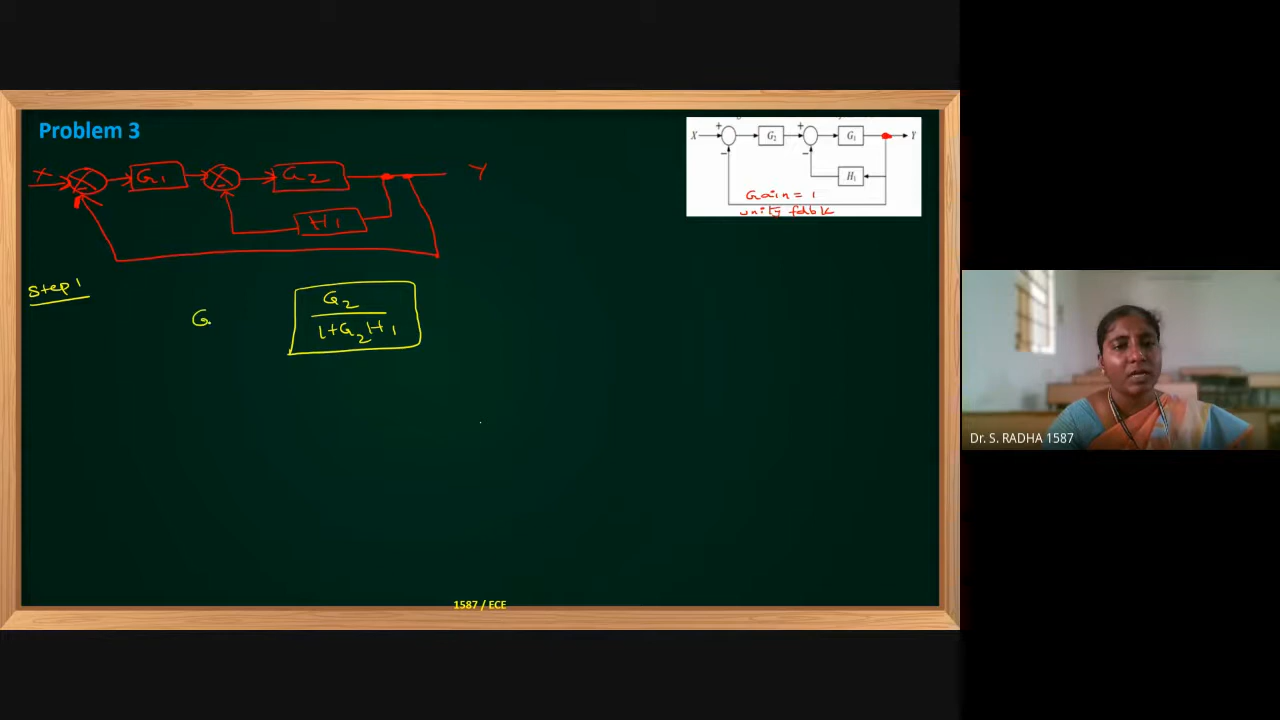 Problem 3
X G1 G2 Y
H1
Step 1
G2
G 1+G2H1
X + − G2 + − G1 Y
H1
Gain = 1
unity fdbk
Dr. S. RADHA 1587
1587 / ECE